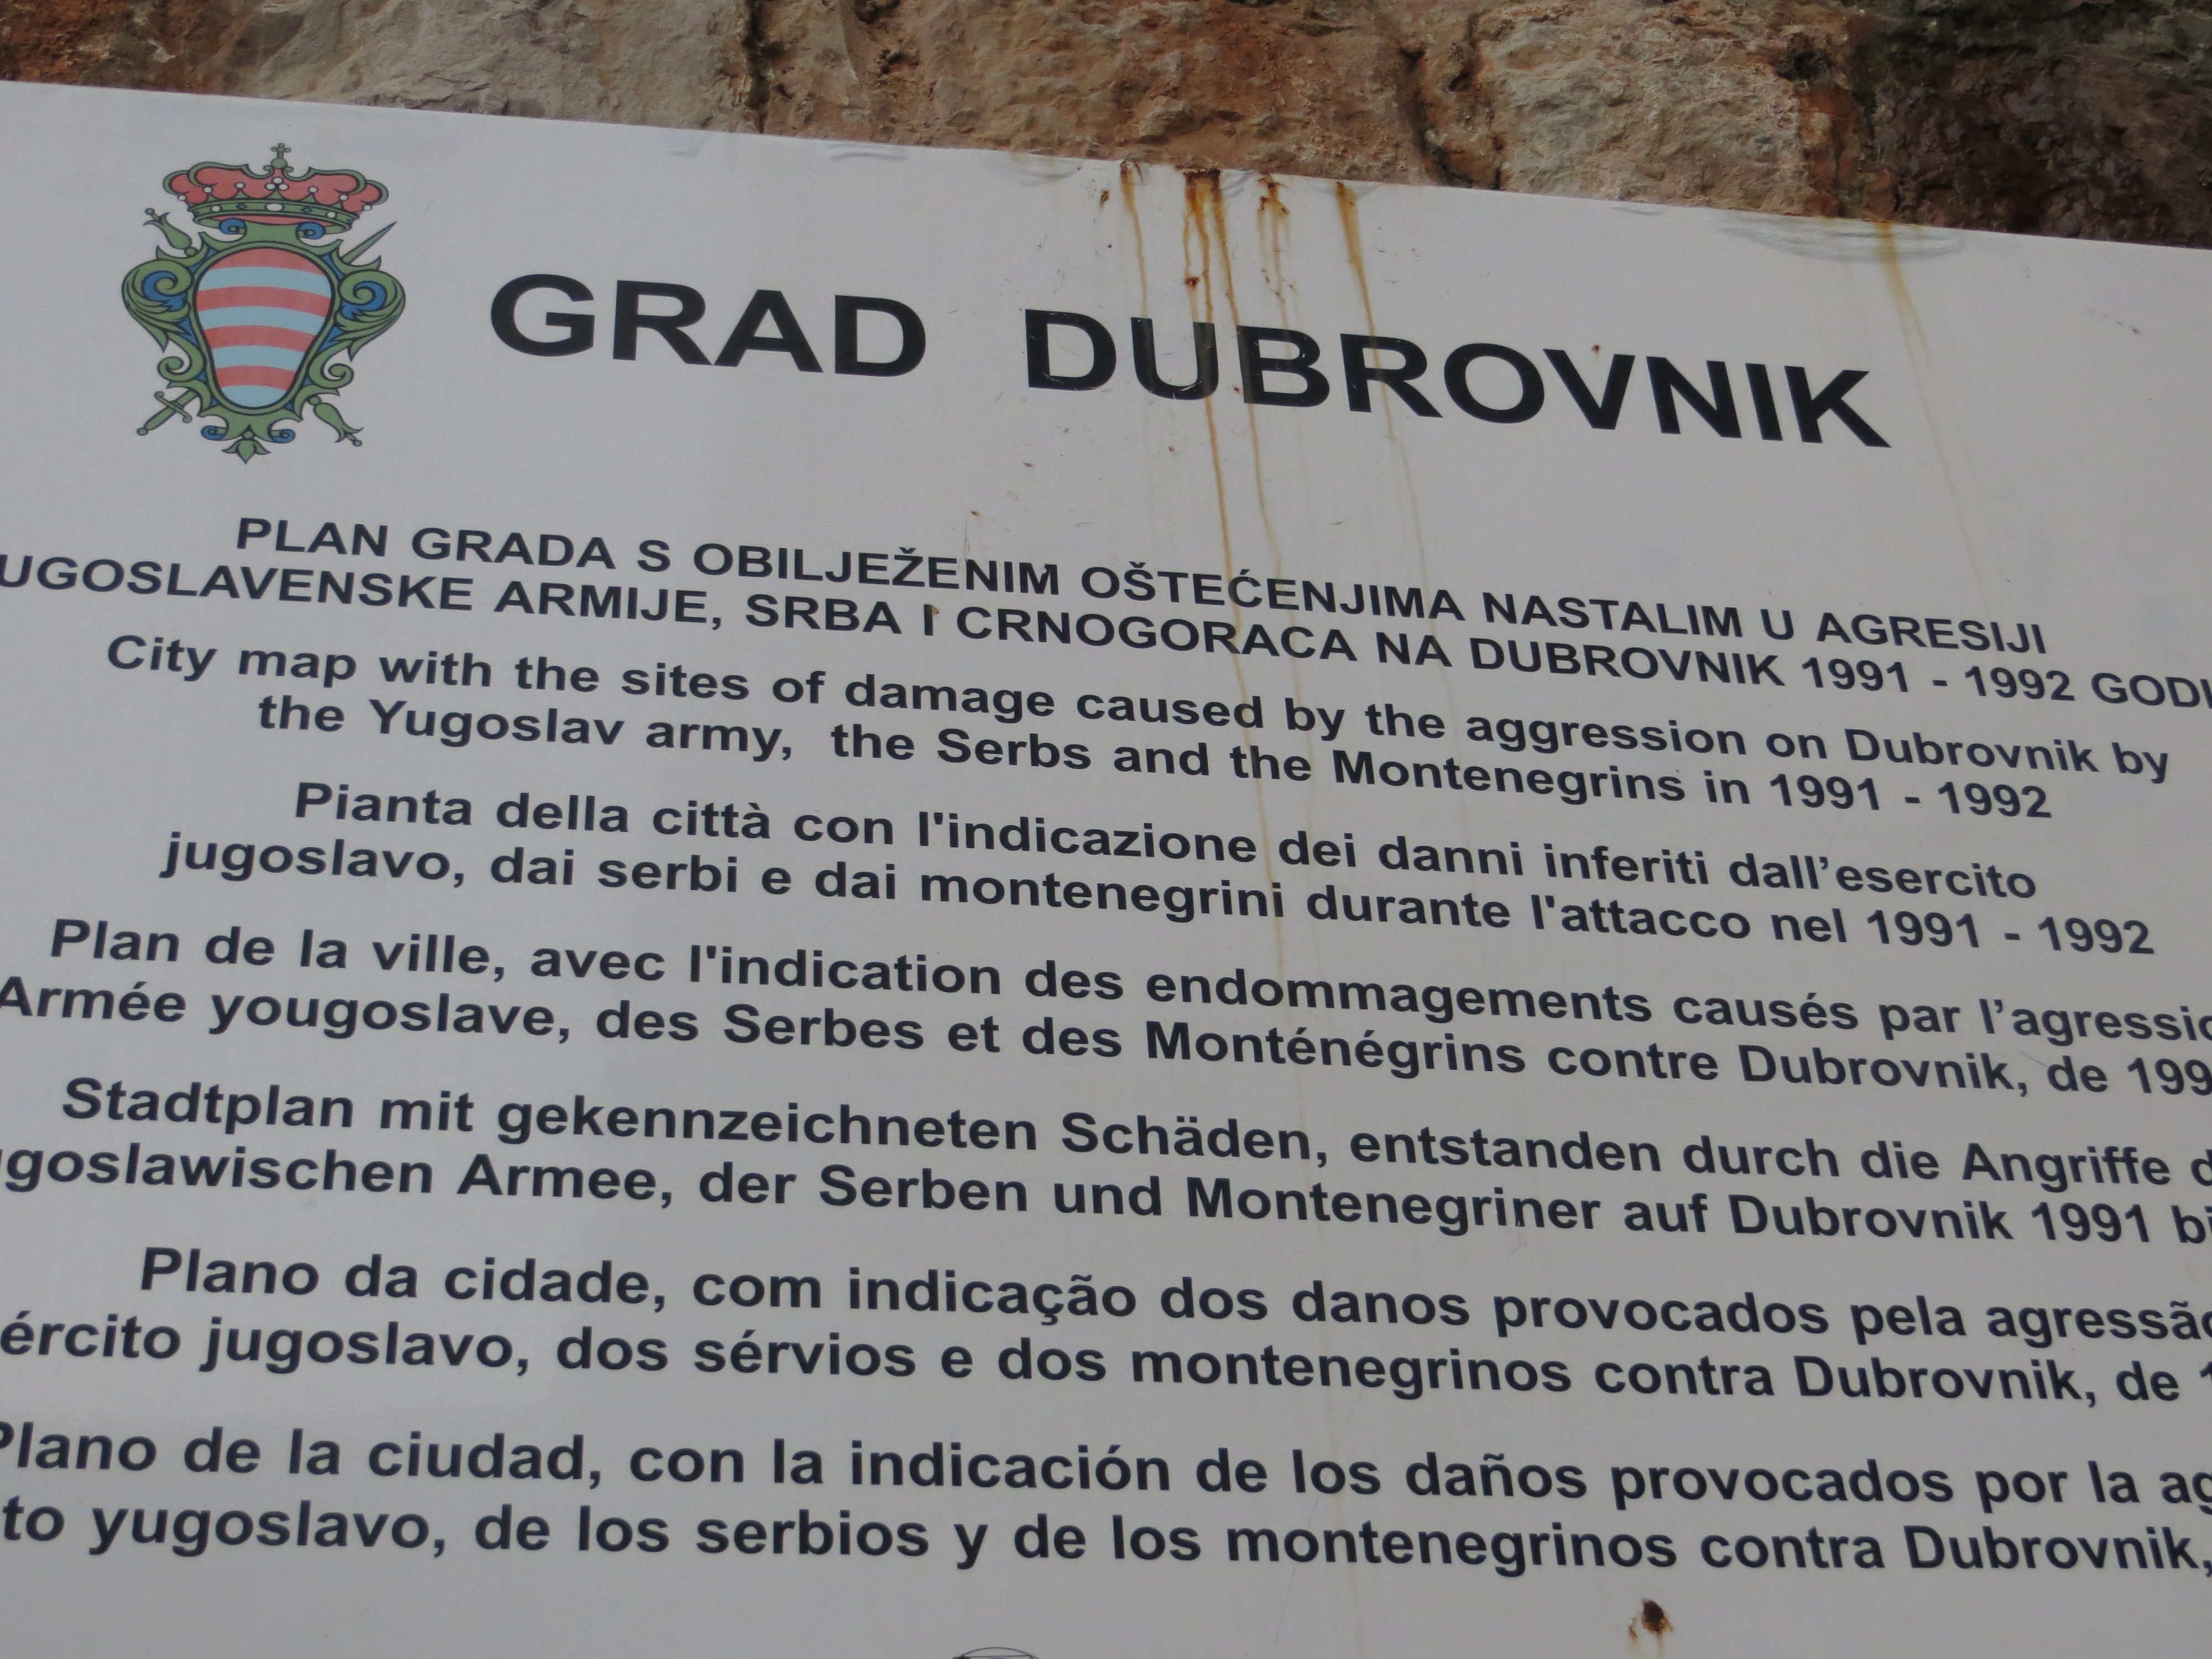 GRAD DUBROVNIK
PLAN GRADA S OBILJEŽENIM OŠTEĆENJIMA NASTALIM U AGRESIJI
UGOSLAVENSKE ARMIJE, SRBA I CRNOGORACA NA DUBROVNIK 1991 - 1992 GODI
City map with the sites of damage caused by the aggression on Dubrovnik by
the Yugoslav army, the Serbs and the Montenegrins in 1991 - 1992
Pianta della città con l'indicazione dei danni inferiti dall’esercito
jugoslavo, dai serbi e dai montenegrini durante l'attacco nel 1991 - 1992
Plan de la ville, avec l'indication des endommagements causés par l’agressio
Armée yougoslave, des Serbes et des Monténégrins contre Dubrovnik, de 199
Stadtplan mit gekennzeichneten Schäden, entstanden durch die Angriffe d
goslawischen Armee, der Serben und Montenegriner auf Dubrovnik 1991 bi
Plano da cidade, com indicação dos danos provocados pela agressão
ército jugoslavo, dos sérvios e dos montenegrinos contra Dubrovnik, de 1
Plano de la ciudad, con la indicación de los daños provocados por la ag
to yugoslavo, de los serbios y de los montenegrinos contra Dubrovnik,